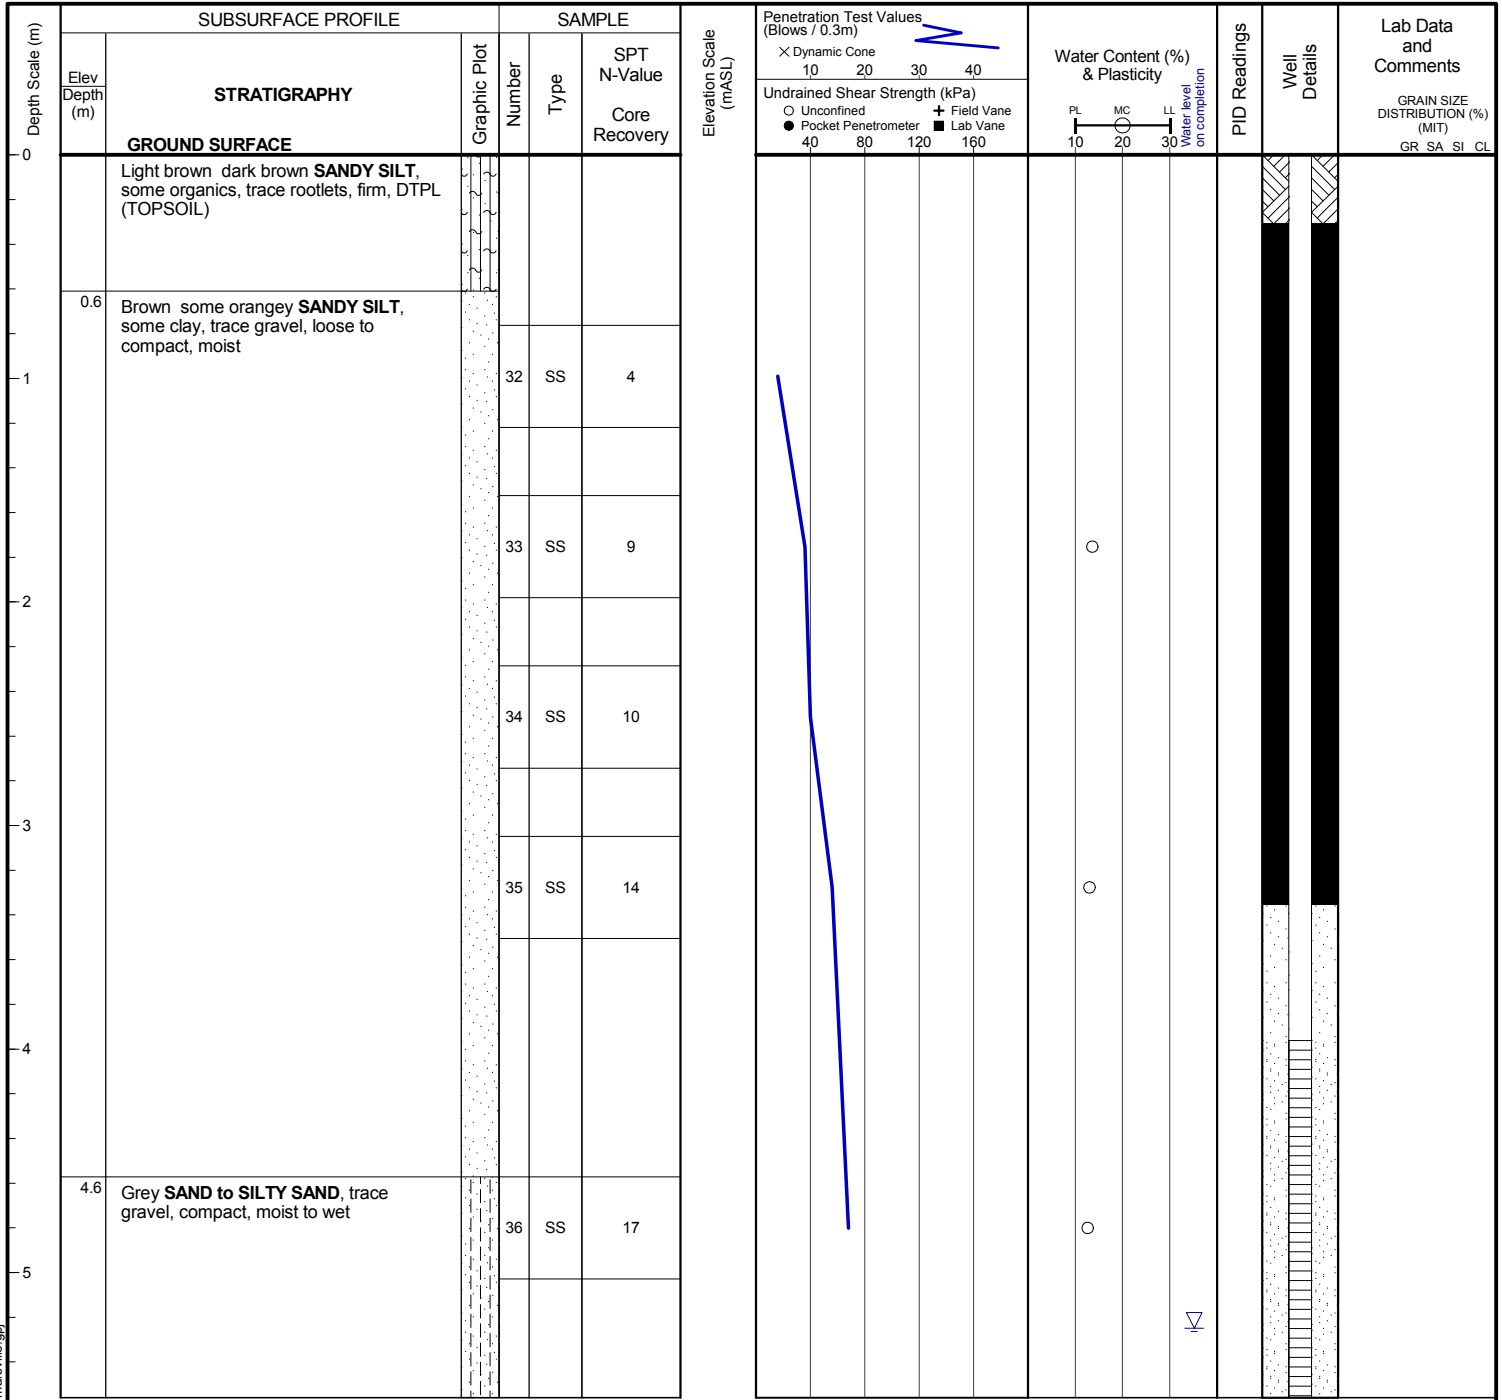 Depth Scale (m)
SUBSURFACE PROFILE
Elev
Depth
(m)
STRATIGRAPHY
GROUND SURFACE
Graphic Plot
SAMPLE
Number
Type
SPT
N-Value
Core
Recovery
Elevation Scale
(mASL)
Penetration Test Values
(Blows / 0.3m)
× Dynamic Cone
10 20 30 40
Undrained Shear Strength (kPa)
○ Unconfined + Field Vane
● Pocket Penetrometer ■ Lab Vane
40 80 120 160
Water Content (%)
& Plasticity
PL MC LL
10 20 30
Water level
on completion
PID Readings
Well
Details
Lab Data
and
Comments
GRAIN SIZE
DISTRIBUTION (%)
(MIT)
GR SA SI CL
0
Light brown dark brown SANDY SILT,
some organics, trace rootlets, firm, DTPL
(TOPSOIL)
0.6
Brown some orangey SANDY SILT,
some clay, trace gravel, loose to
compact, moist
1
32 SS 4
33 SS 9
2
34 SS 10
3
35 SS 14
4
4.6
Grey SAND to SILTY SAND, trace
gravel, compact, moist to wet
36 SS 17
5